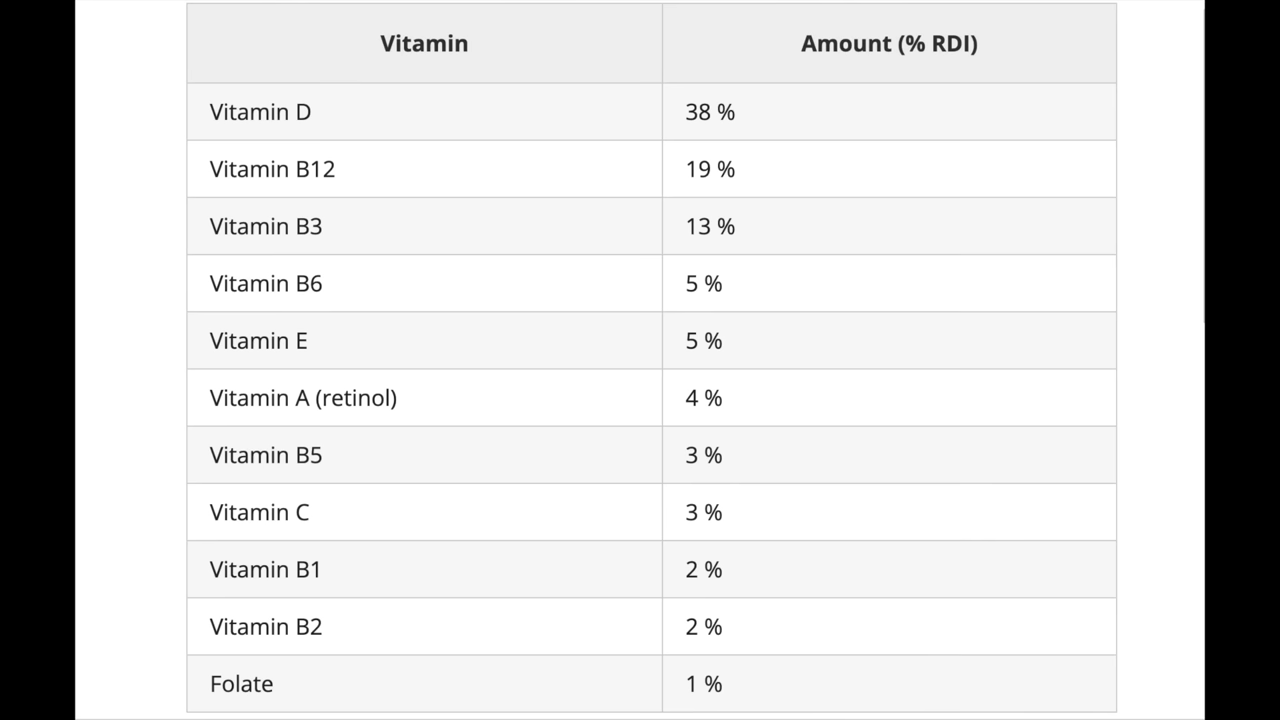 Vitamin Amount (% RDI)
Vitamin D 38 %
Vitamin B12 19 %
Vitamin B3 13 %
Vitamin B6 5 %
Vitamin E 5 %
Vitamin A (retinol) 4 %
Vitamin B5 3 %
Vitamin C 3 %
Vitamin B1 2 %
Vitamin B2 2 %
Folate 1 %